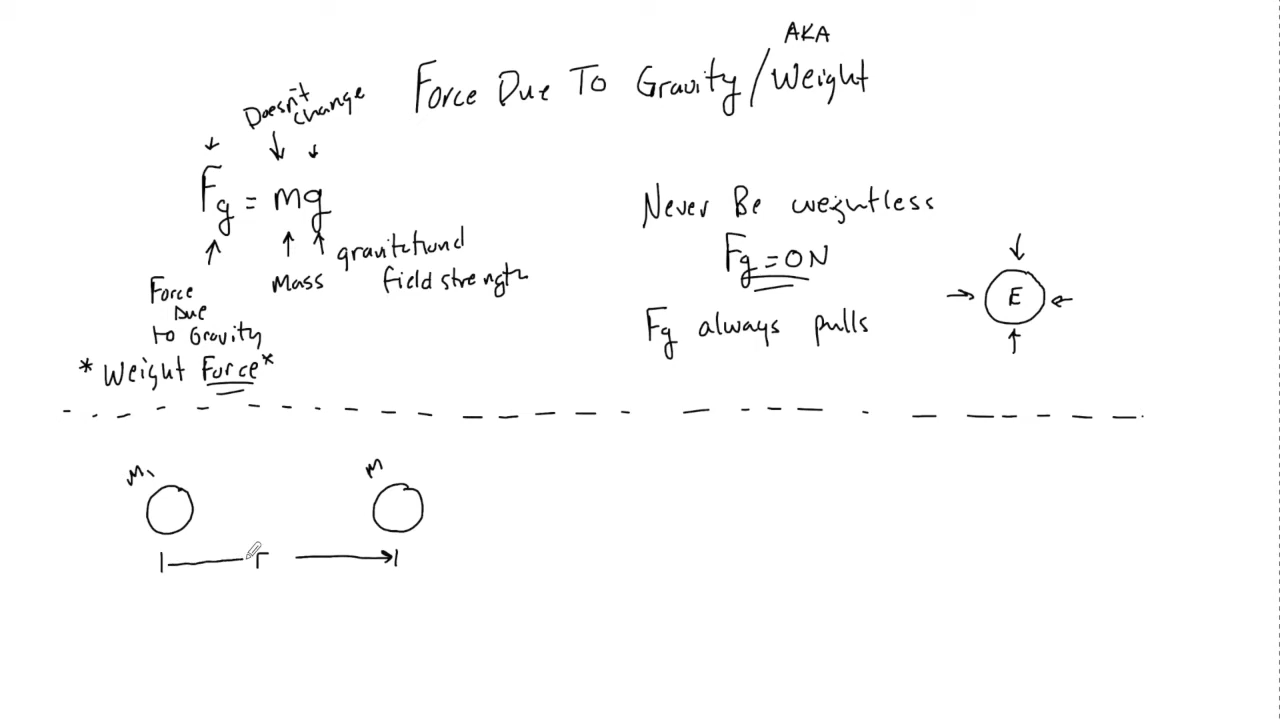 AKA
Force Due To Gravity/Weight
Doesn't
change
Fg = mg
Force
Due
to Gravity
* Weight Force*
Mass
gravitational
field strength
Never Be weightless
Fg = 0N
Fg always pulls
E
M₁
M
r